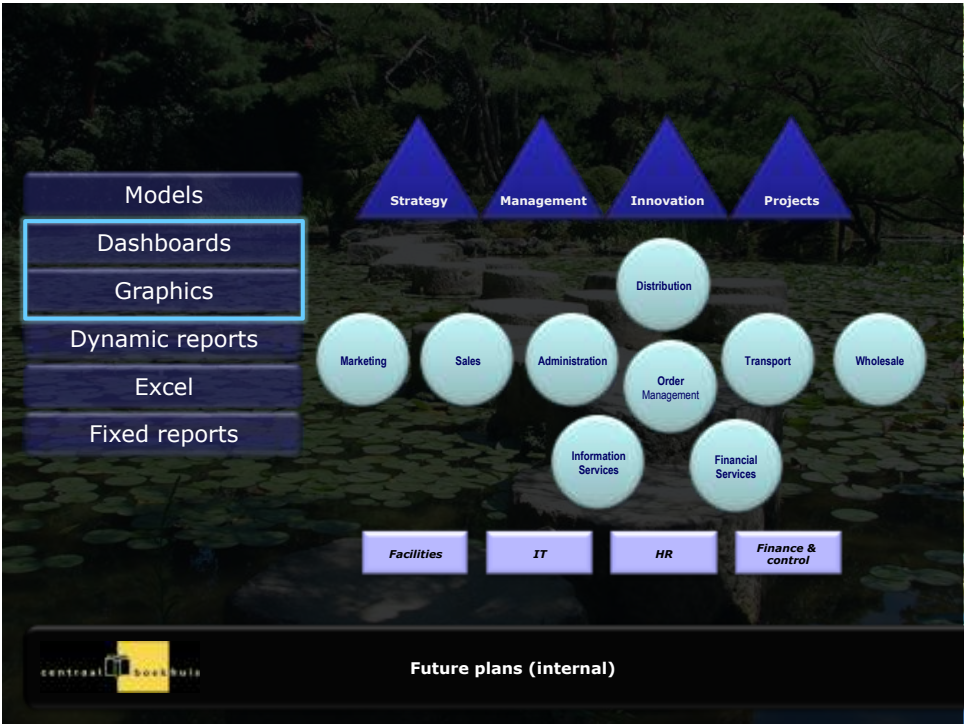 Models
Dashboards
Graphics
Dynamic reports
Excel
Fixed reports
Strategy
Management
Innovation
Projects
Distribution
Marketing
Sales
Administration
Order
Management
Transport
Wholesale
Information
Services
Financial
Services
Facilities
IT
HR
Finance &
control
centraal boekhuis
Future plans (internal)